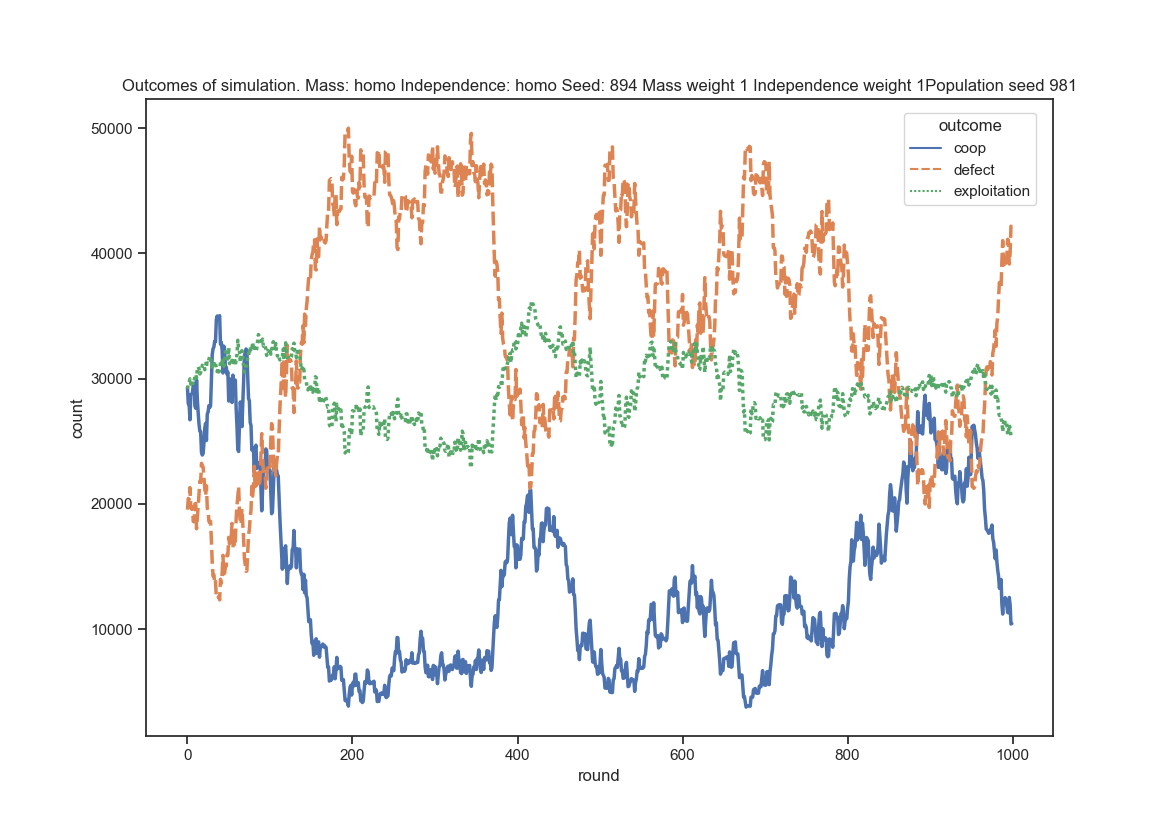 Outcomes of simulation. Mass: homo Independence: homo Seed: 894 Mass weight 1 Independence weight 1Population seed 981
outcome
coop
defect
exploitation
50000
40000
30000
20000
10000
count
0 200 400 600 800 1000
round